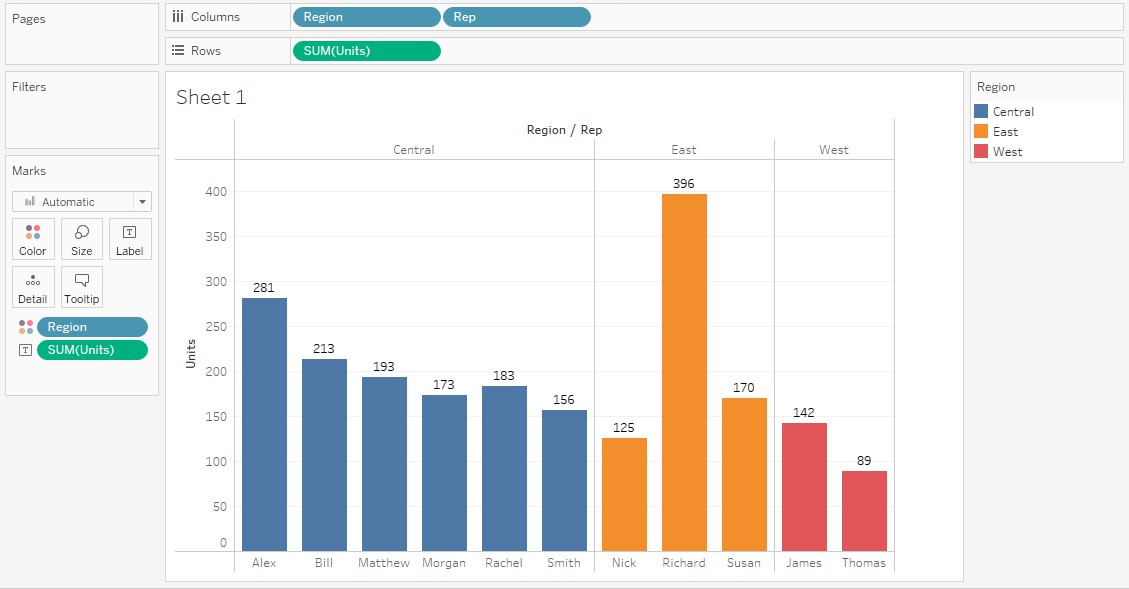 Pages
Columns Region Rep
Rows SUM(Units)
Filters
Marks
Automatic
Color Size Label
Detail Tooltip
Region
SUM(Units)
Sheet 1
Region / Rep
Central East West
Units
400
350
300
250
200
150
100
50
0
281 213 193 173 183 156 125 396 170 142 89
Alex Bill Matthew Morgan Rachel Smith Nick Richard Susan James Thomas
Region
Central
East
West